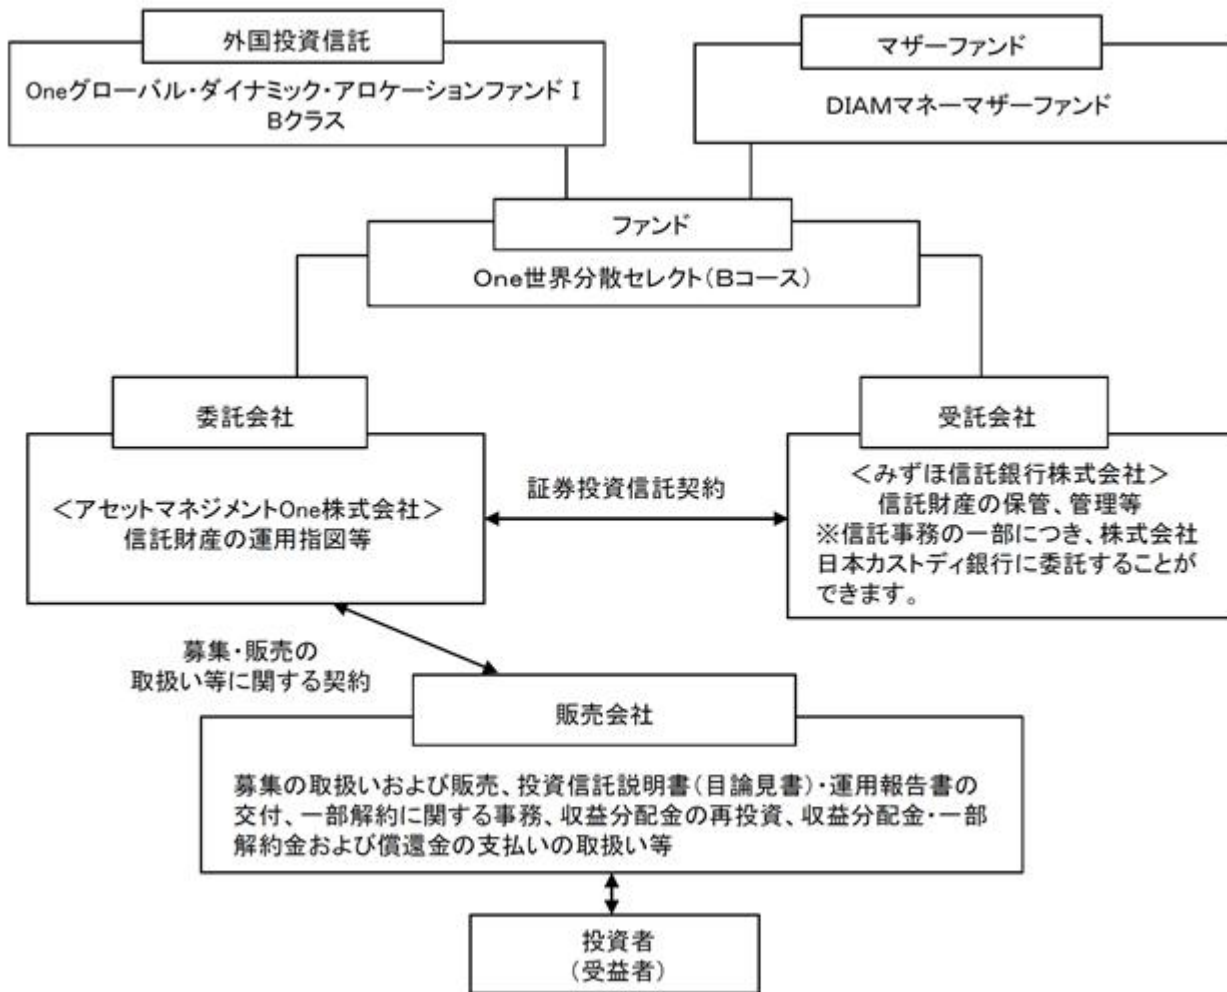 外国投資信託
Oneグローバル・ダイナミック・アロケーションファンドⅠ
Bクラス
マザーファンド
DIAMマネーマザーファンド
ファンド
One世界分散セレクト(Bコース)
委託会社
<アセットマネジメントOne株式会社>
信託財産の運用指図等
証券投資信託契約
受託会社
<みずほ信託銀行株式会社>
信託財産の保管、管理等
※信託事務の一部につき、株式会社
日本カストディ銀行に委託することが
できます。
募集・販売の
取扱い等に関する契約
販売会社
募集の取扱いおよび販売、投資信託説明書(目論見書)・運用報告書の
交付、一部解約に関する事務、収益分配金の再投資、収益分配金・一部
解約金および償還金の支払いの取扱い等
投資者
(受益者)